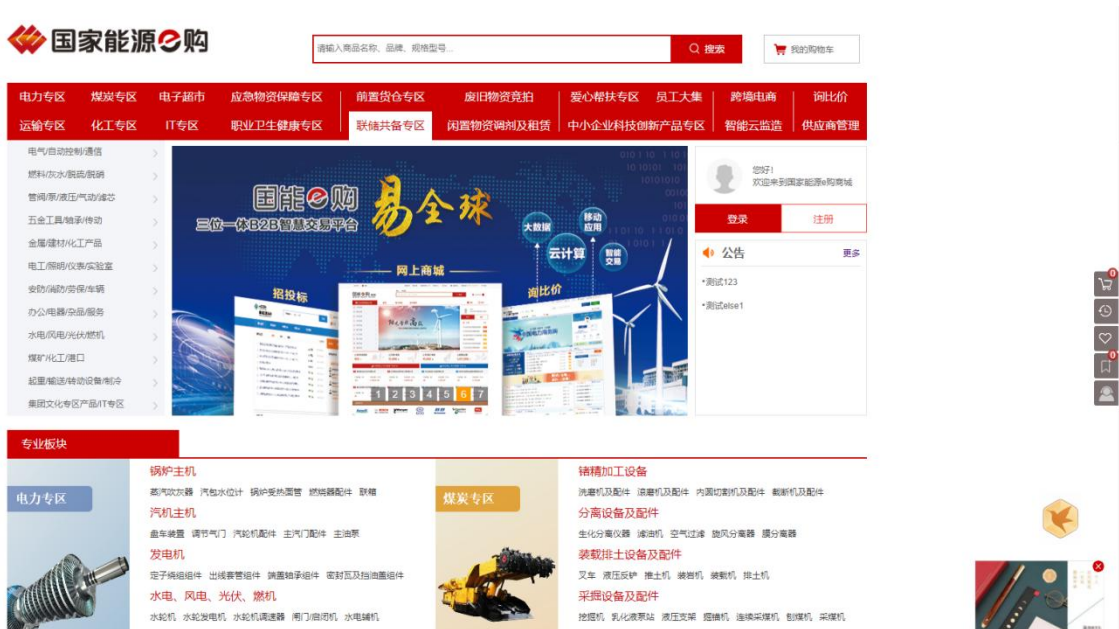 国家能源e购
请输入商品名称、品牌、规格型号...
搜索
我的购物车
电力专区 煤炭专区 电子超市 应急物资保障专区 前置货仓专区 废旧物资竞拍 爱心帮扶专区 员工大集 跨境电商 询比价
运输专区 化工专区 IT专区 职业卫生健康专区 联储共备专区 闲置物资调剂及租赁 中小企业科技创新产品专区 智能云监造 供应商管理
电气/自动控制/通信
燃料/灰水/脱硫/脱硝
管阀/泵/液压/气动/滤芯
五金工具/轴承/传动
金属/建材/化工产品
电工/照明/仪表/实验室
安防/消防/劳保/车辆
办公/电器/杂品/服务
水电/风电/光伏/燃机
煤矿/化工/港口
起重/输送/转动设备/制冷
集团文化专区产品/IT专区
国能e购
三位一体B2B智慧交易平台
易全球
大数据
移动应用
云计算
智能交易
网上商城
招投标
询比价
1 2 3 4 5 6 7
您好!
欢迎来到国家能源e购商城
登录
注册
公告
更多
•测试123
•测试else1
0
0
专业板块
电力专区
锅炉主机
蒸汽吹灰器 汽包水位计 锅炉受热面管 燃烧器配件 联箱
汽机主机
盘车装置 调节气门 汽轮机配件 主汽门配件 主油泵
发电机
定子绕组组件 出线套管组件 端盖轴承组件 密封瓦及挡油盖组件
水电、风电、光伏、燃机
水轮机 水轮发电机 水轮机调速器 闸门/启闭机 水电辅机
煤炭专区
锗精加工设备
洗磨机及配件 滚磨机及配件 内圆切割机及配件 截断机及配件
分离设备及配件
生化分离仪器 滤油机 空气过滤 旋风分离器 膜分离器
装载排土设备及配件
叉车 液压反铲 推土机 装岩机 装载机 排土机
采掘设备及配件
挖掘机 乳化液泵站 液压支架 掘锚机 连续采煤机 刨煤机 采煤机